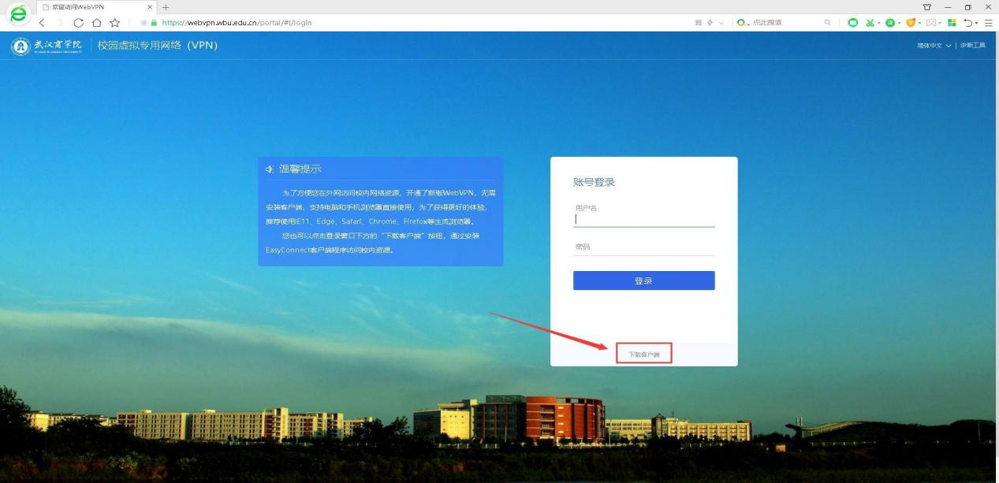 欢迎访问WebVPN
https://webvpn.wbu.edu.cn/portal/#!/login
点此搜索
武汉商学院
校园虚拟专用网络（VPN）
简体中文
诊断工具
温馨提示
为了方便您在外网访问校内网络资源，开通了新版WebVPN，无需
安装客户端，支持电脑和手机浏览器直接使用，为了获得更好的体验，
推荐使用IE11、Edge、Safari、Chrome、Firefox等主流浏览器。
您也可以点击登录窗口下方的“下载客户端”按钮，通过安装
EasyConnect客户端程序访问校内资源。
账号登录
用户名
密码
登录
下载客户端